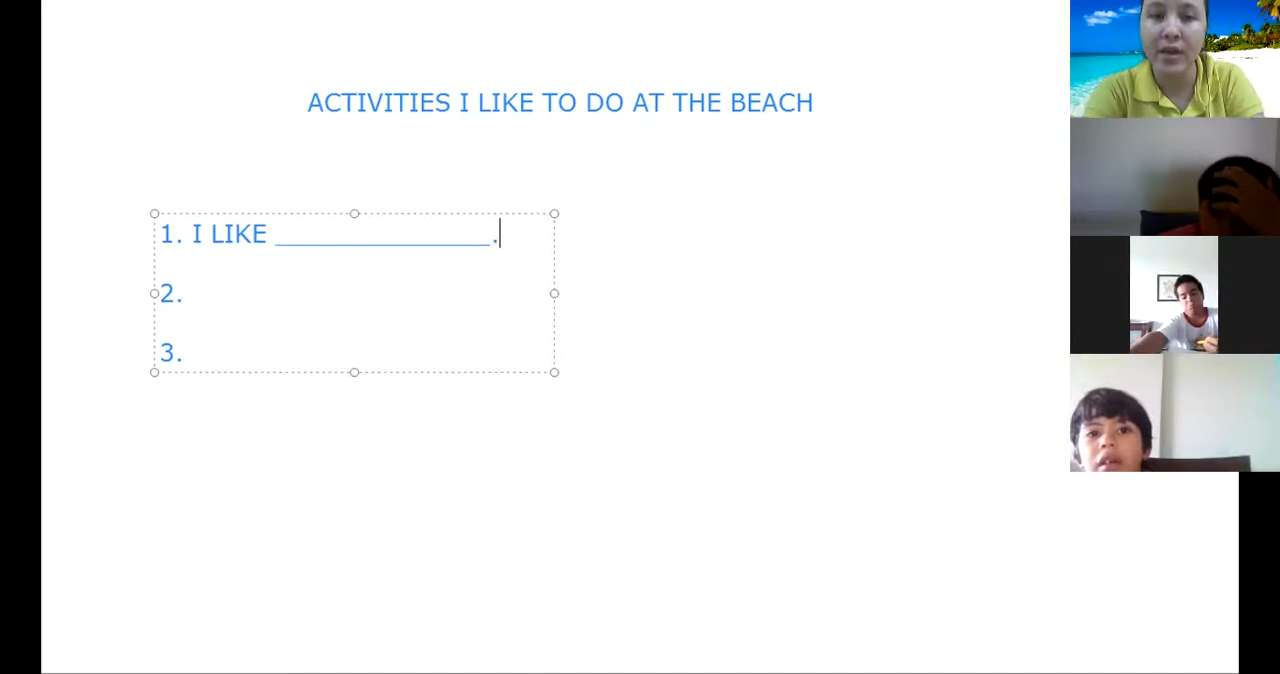 ACTIVITIES I LIKE TO DO AT THE BEACH
1. I LIKE ________________.
2.
3.